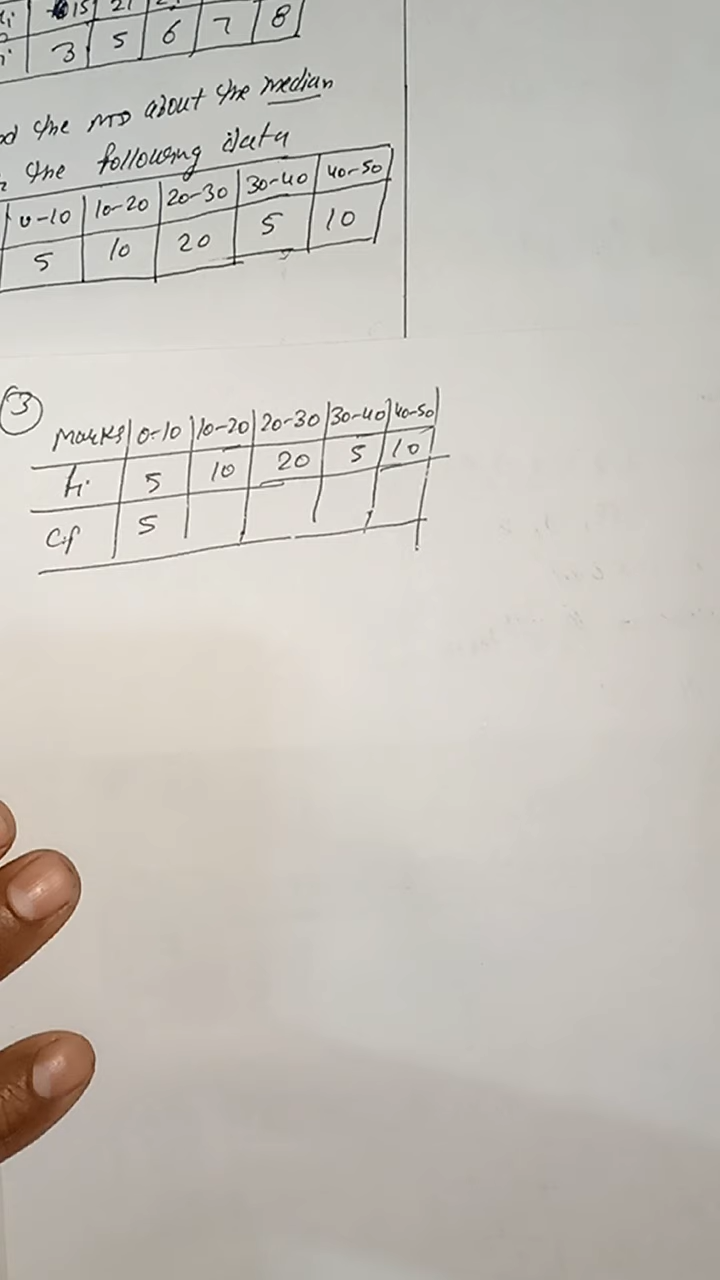 15 21
3 5 6 7 8
the MD about the median
the following data
0-10 10-20 20-30 30-40 40-50
5 10 20 5 10
3
Marks 0-10 10-20 20-30 30-40 40-50
fi 5 10 20 5 10
Cf 5